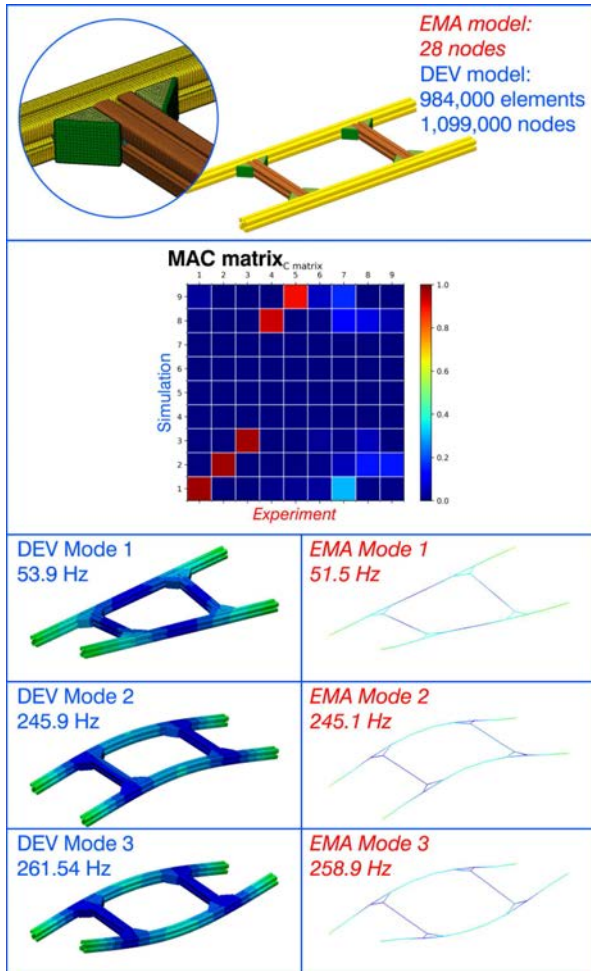 EMA model:
28 nodes
DEV model:
984,000 elements
1,099,000 nodes
MAC matrix C matrix
1 2 3 4 5 6 7 8 9
9
8
7
6
5
4
3
2
1
Simulation
Experiment
1.0
0.8
0.6
0.4
0.2
0.0
DEV Mode 1
53.9 Hz
EMA Mode 1
51.5 Hz
DEV Mode 2
245.9 Hz
EMA Mode 2
245.1 Hz
DEV Mode 3
261.54 Hz
EMA Mode 3
258.9 Hz